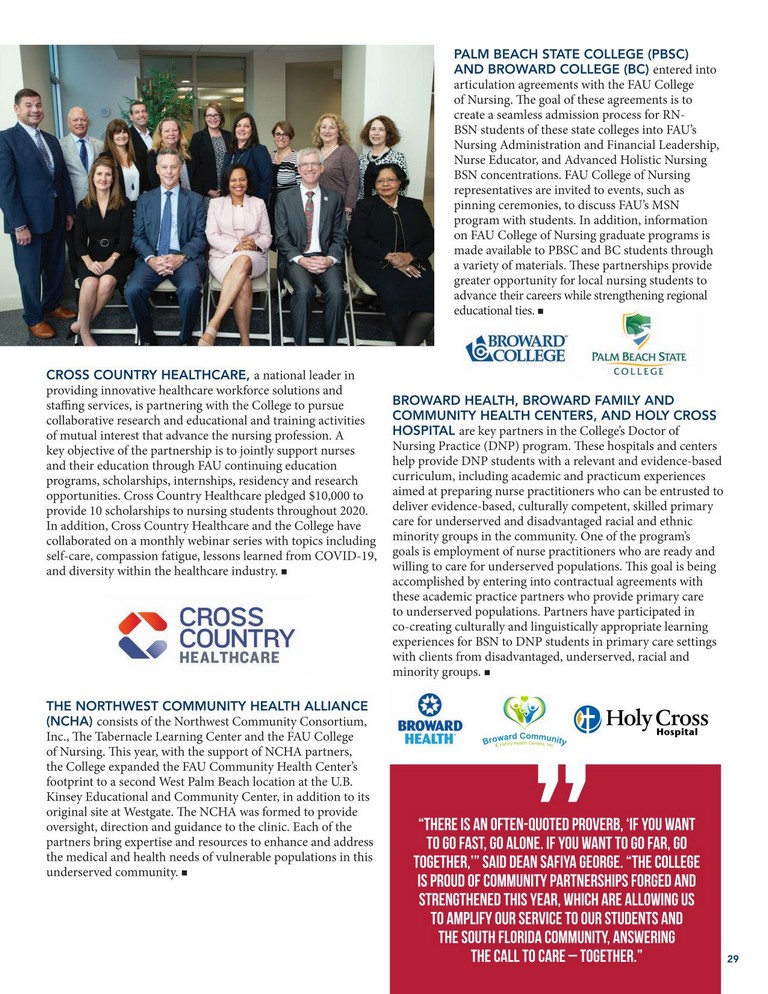 PALM BEACH STATE COLLEGE (PBSC)
AND BROWARD COLLEGE (BC) entered into
articulation agreements with the FAU College
of Nursing. The goal of these agreements is to
create a seamless admission process for RN-
BSN students of these state colleges into FAU’s
Nursing Administration and Financial Leadership,
Nurse Educator, and Advanced Holistic Nursing
BSN concentrations. FAU College of Nursing
representatives are invited to events, such as
pinning ceremonies, to discuss FAU’s MSN
program with students. In addition, information
on FAU College of Nursing graduate programs is
made available to PBSC and BC students through
a variety of materials. These partnerships provide
greater opportunity for local nursing students to
advance their careers while strengthening regional
educational ties. ■
BROWARD
COLLEGE
PALM BEACH STATE
COLLEGE
CROSS COUNTRY HEALTHCARE, a national leader in
providing innovative healthcare workforce solutions and
staffing services, is partnering with the College to pursue
collaborative research and educational and training activities
of mutual interest that advance the nursing profession. A
key objective of the partnership is to jointly support nurses
and their education through FAU continuing education
programs, scholarships, internships, residency and research
opportunities. Cross Country Healthcare pledged $10,000 to
provide 10 scholarships to nursing students throughout 2020.
In addition, Cross Country Healthcare and the College have
collaborated on a monthly webinar series with topics including
self-care, compassion fatigue, lessons learned from COVID-19,
and diversity within the healthcare industry. ■
CROSS
COUNTRY
HEALTHCARE
THE NORTHWEST COMMUNITY HEALTH ALLIANCE
(NCHA) consists of the Northwest Community Consortium,
Inc., The Tabernacle Learning Center and the FAU College
of Nursing. This year, with the support of NCHA partners,
the College expanded the FAU Community Health Center’s
footprint to a second West Palm Beach location at the U.B.
Kinsey Educational and Community Center, in addition to its
original site at Westgate. The NCHA was formed to provide
oversight, direction and guidance to the clinic. Each of the
partners bring expertise and resources to enhance and address
the medical and health needs of vulnerable populations in this
underserved community. ■
BROWARD HEALTH, BROWARD FAMILY AND
COMMUNITY HEALTH CENTERS, AND HOLY CROSS
HOSPITAL are key partners in the College’s Doctor of
Nursing Practice (DNP) program. These hospitals and centers
help provide DNP students with a relevant and evidence-based
curriculum, including academic and practicum experiences
aimed at preparing nurse practitioners who can be entrusted to
deliver evidence-based, culturally competent, skilled primary
care for underserved and disadvantaged racial and ethnic
minority groups in the community. One of the program’s
goals is employment of nurse practitioners who are ready and
willing to care for underserved populations. This goal is being
accomplished by entering into contractual agreements with
these academic practice partners who provide primary care
to underserved populations. Partners have participated in
co-creating culturally and linguistically appropriate learning
experiences for BSN to DNP students in primary care settings
with clients from disadvantaged, underserved, racial and
minority groups. ■
BROWARD
HEALTH
Broward Community
& Family Health Centers, Inc.
Holy Cross
Hospital
”
“THERE IS AN OFTEN-QUOTED PROVERB, ‘IF YOU WANT
TO GO FAST, GO ALONE. IF YOU WANT TO GO FAR, GO
TOGETHER,’” SAID DEAN SAFIYA GEORGE. “THE COLLEGE
IS PROUD OF COMMUNITY PARTNERSHIPS FORGED AND
STRENGTHENED THIS YEAR, WHICH ARE ALLOWING US
TO AMPLIFY OUR SERVICE TO OUR STUDENTS AND
THE SOUTH FLORIDA COMMUNITY, ANSWERING
THE CALL TO CARE – TOGETHER.”
29